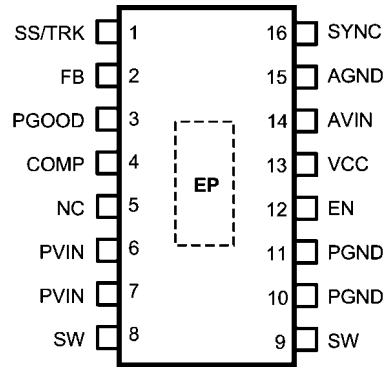 SS/TRK 1 16 SYNC
FB 2 15 AGND
PGOOD 3 14 AVIN
COMP 4 13 VCC
EP
NC 5 12 EN
PVIN 6 11 PGND
PVIN 7 10 PGND
SW 8 9 SW